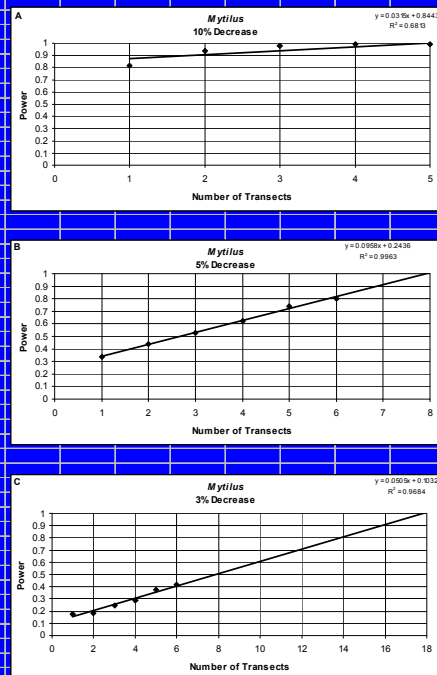 A
Mytilus
10% Decrease
y = 0.0315x + 0.8443
R² = 0.6813
1
0.9
0.8
0.7
0.6
0.5
0.4
0.3
0.2
0.1
0
Power
0 1 2 3 4 5
Number of Transects
B
Mytilus
5% Decrease
y = 0.0958x + 0.2436
R² = 0.9963
1
0.9
0.8
0.7
0.6
0.5
0.4
0.3
0.2
0.1
0
Power
0 1 2 3 4 5 6 7 8
Number of Transects
C
Mytilus
3% Decrease
y = 0.0505x + 0.1032
R² = 0.9684
1
0.9
0.8
0.7
0.6
0.5
0.4
0.3
0.2
0.1
0
Power
0 2 4 6 8 10 12 14 16 18
Number of Transects